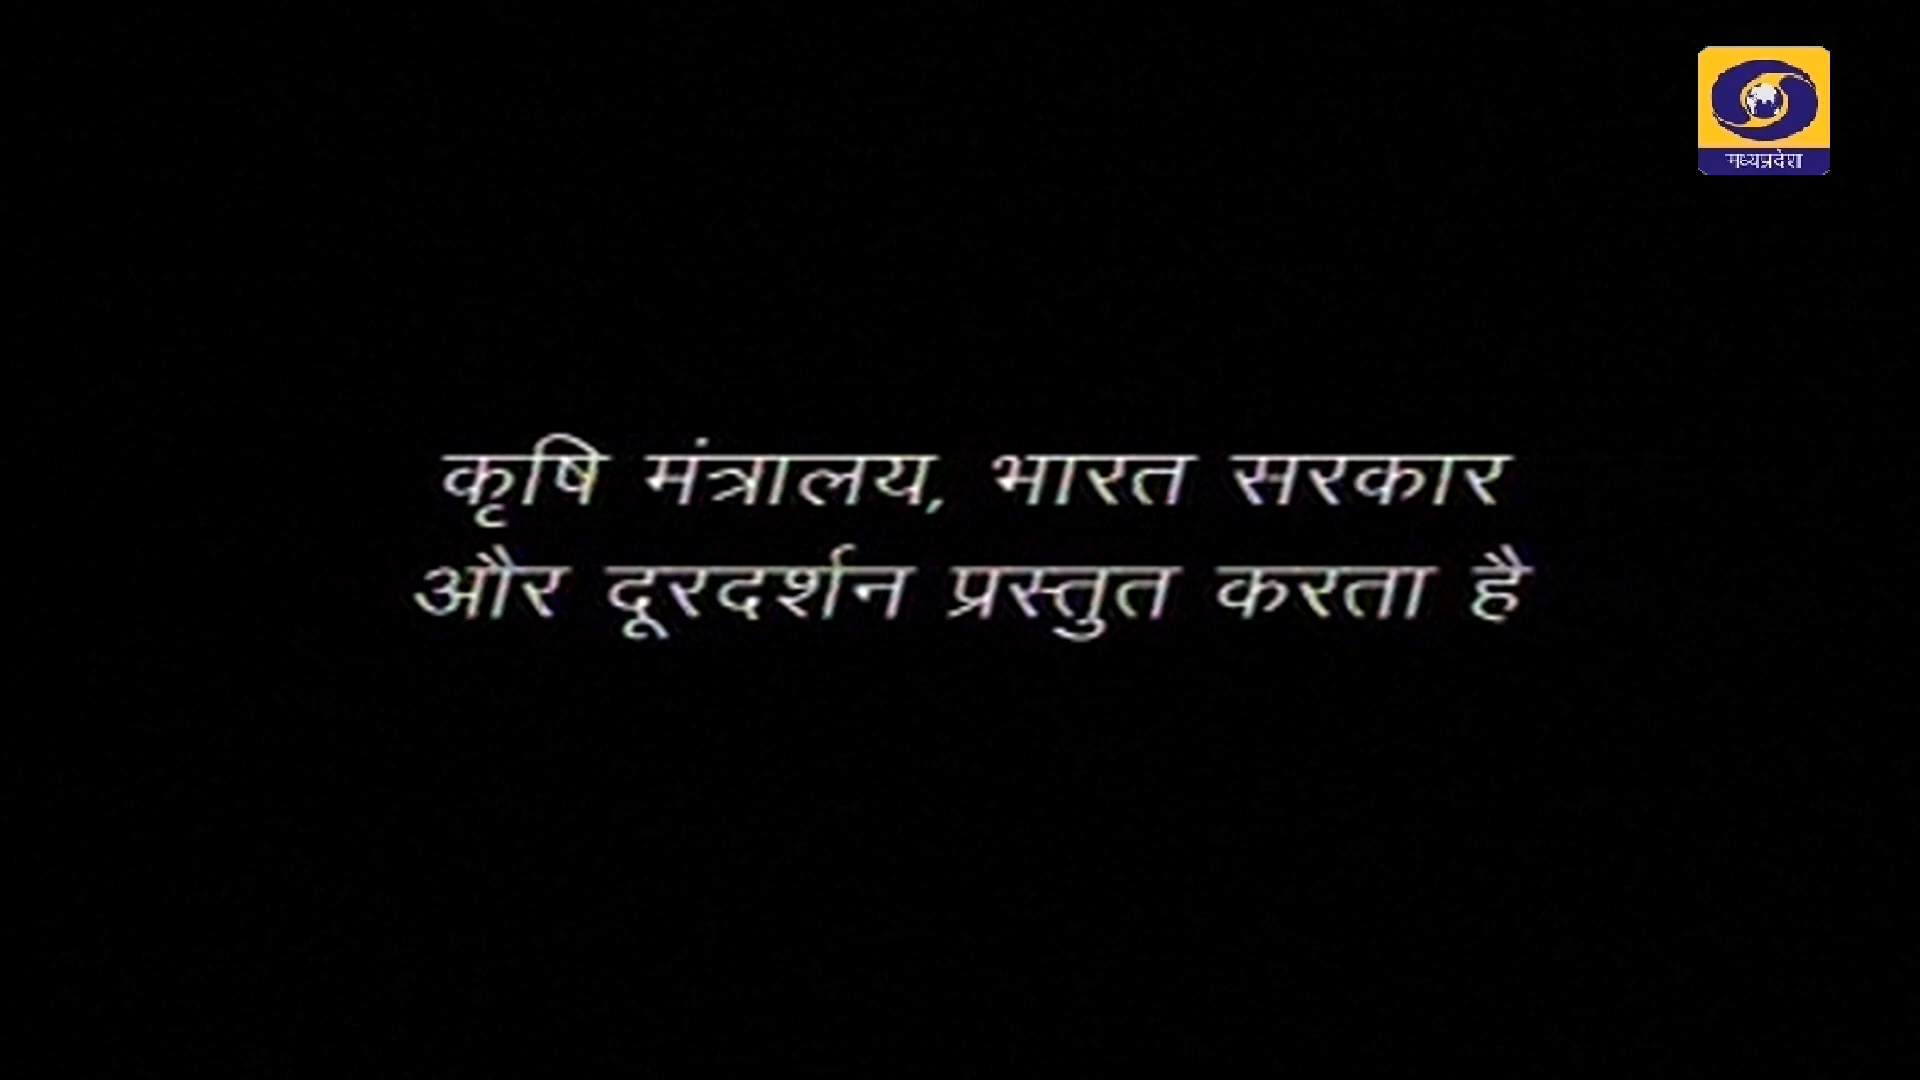 मध्यप्रदेश
कृषि मंत्रालय, भारत सरकार
और दूरदर्शन प्रस्तुत करता है